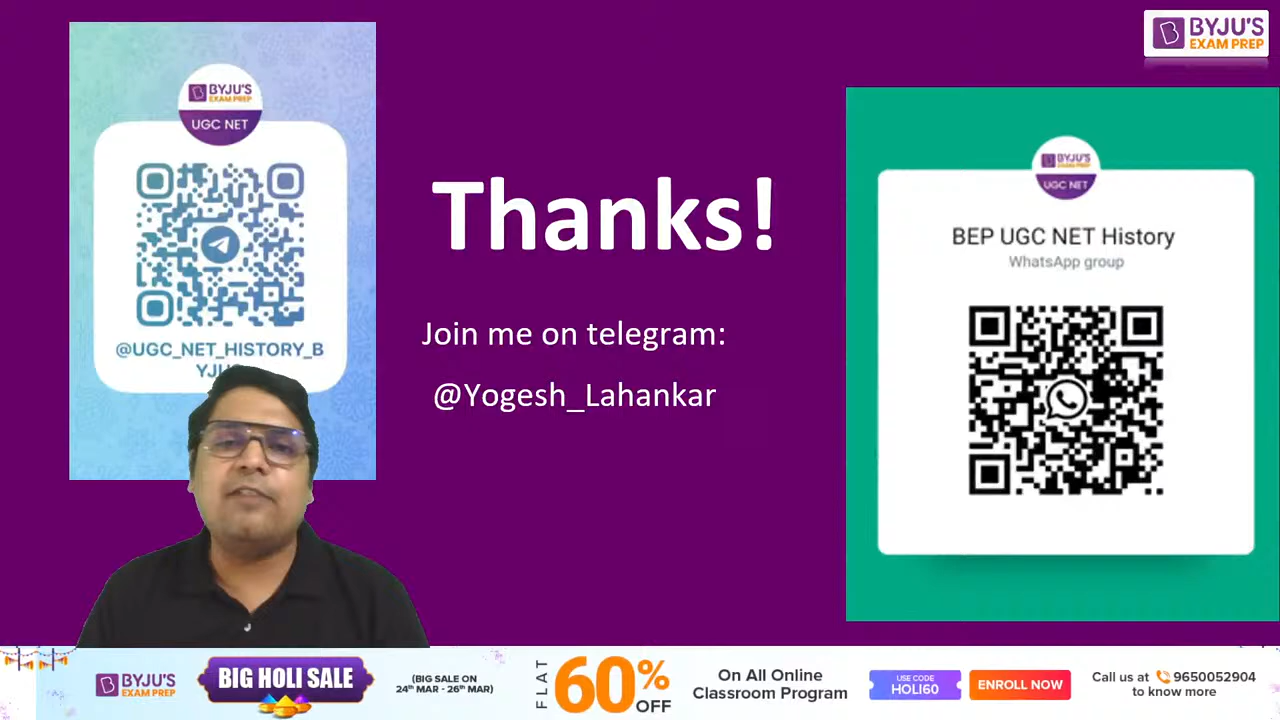 BYJU'S
EXAM PREP
BYJU'S
EXAM PREP
UGC NET
@UGC_NET_HISTORY_B
Thanks!
Join me on telegram:
@Yogesh_Lahankar
BYJU'S
EXAM PREP
UGC NET
BEP UGC NET History
WhatsApp group
BYJU'S
EXAM PREP
BIG HOLI SALE
(BIG SALE ON
24th MAR - 26th MAR)
FLAT
60%
OFF
On All Online
Classroom Program
USE CODE
HOLI60
ENROLL NOW
Call us at 9650052904
to know more